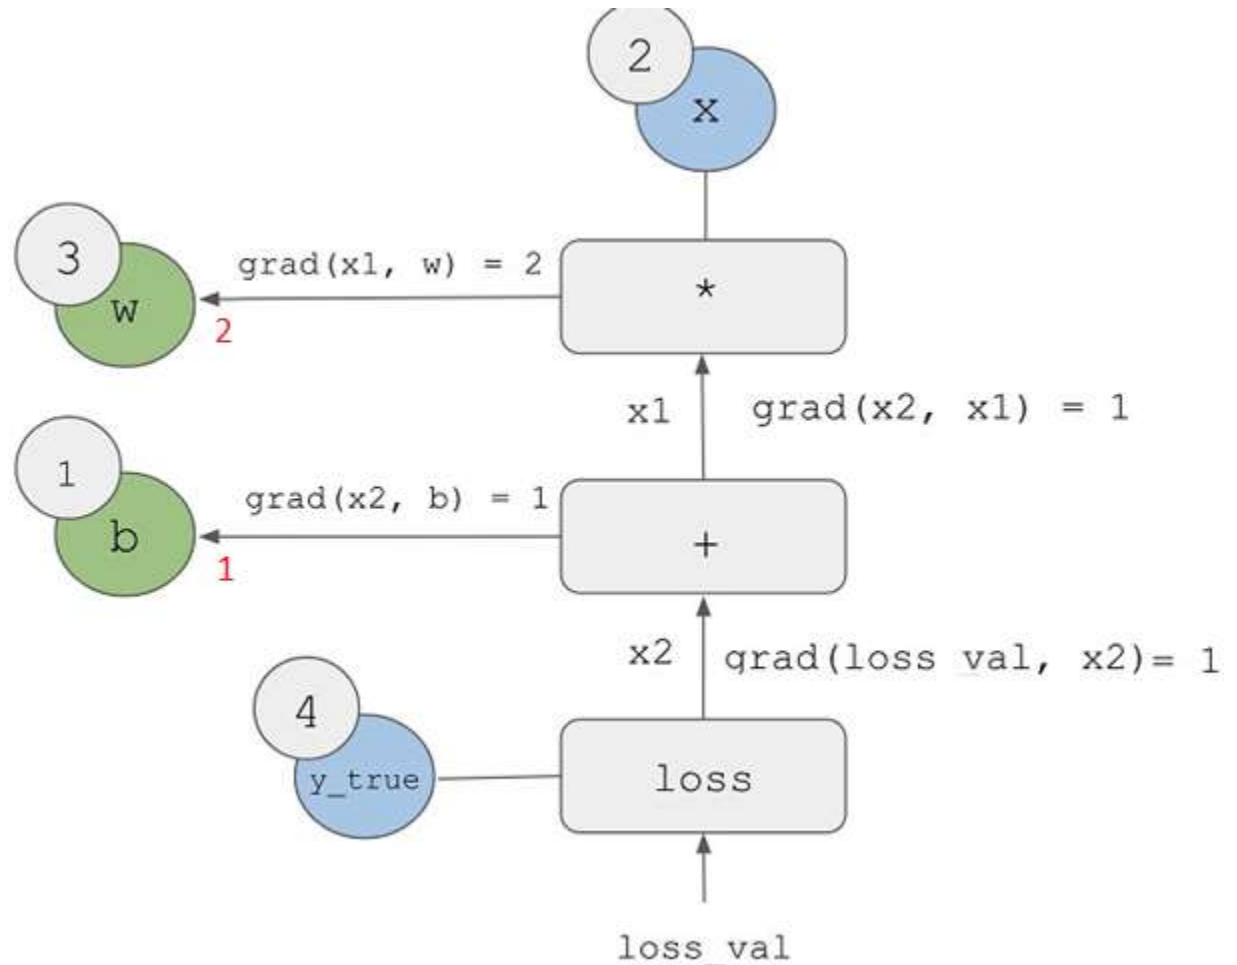 2
x
3
grad(x1, w) = 2
*
w
2
x1
grad(x2, x1) = 1
1
grad(x2, b) = 1
b
+
1
x2
grad(loss_val, x2)= 1
4
y_true
loss
loss_val